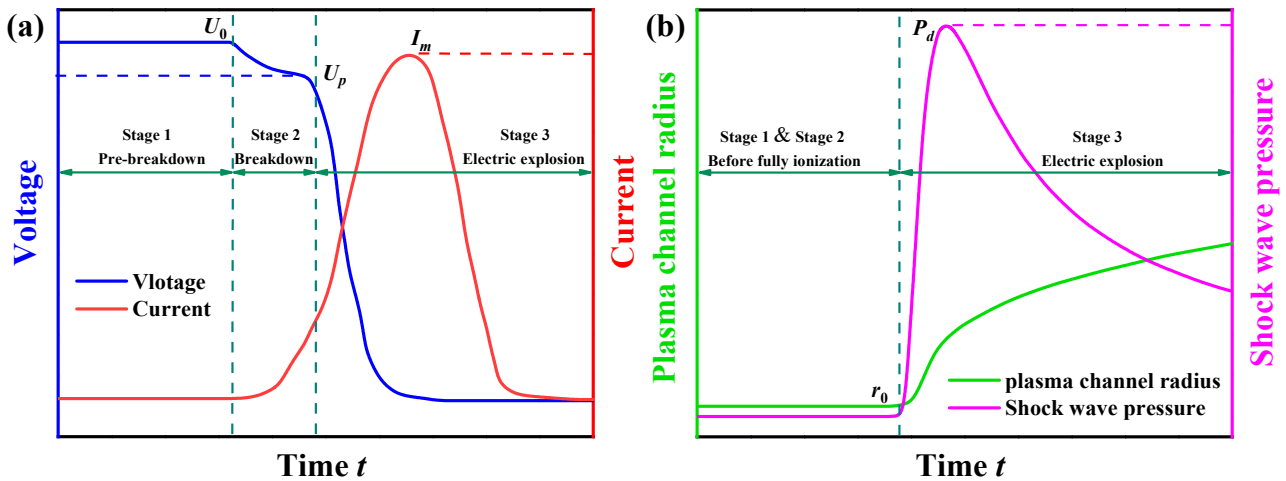 (a)
U0
Im
Up
Stage 1
Pre-breakdown
Stage 2
Breakdown
Stage 3
Electric explosion
Voltage
Current
Vlotage
Current
Time t
(b)
Pd
Stage 1 & Stage 2
Before fully ionization
Stage 3
Electric explosion
Plasma channel radius
Shock wave pressure
r0
plasma channel radius
Shock wave pressure
Time t